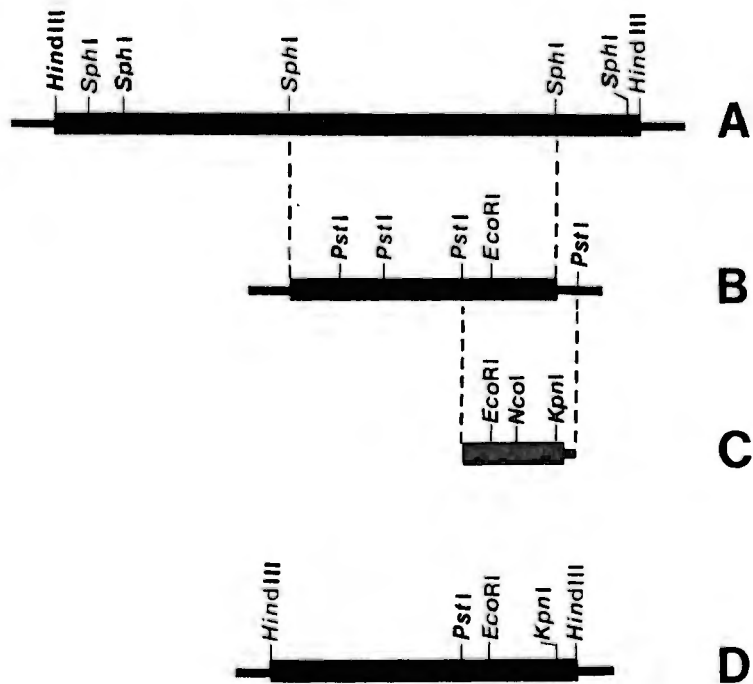 HindIII SphI SphI SphI SphI SphI HindIII
A
PstI PstI PstI EcoRI PstI
B
EcoRI NcoI KpnI
C
HindIII PstI EcoRI KpnI HindIII
D